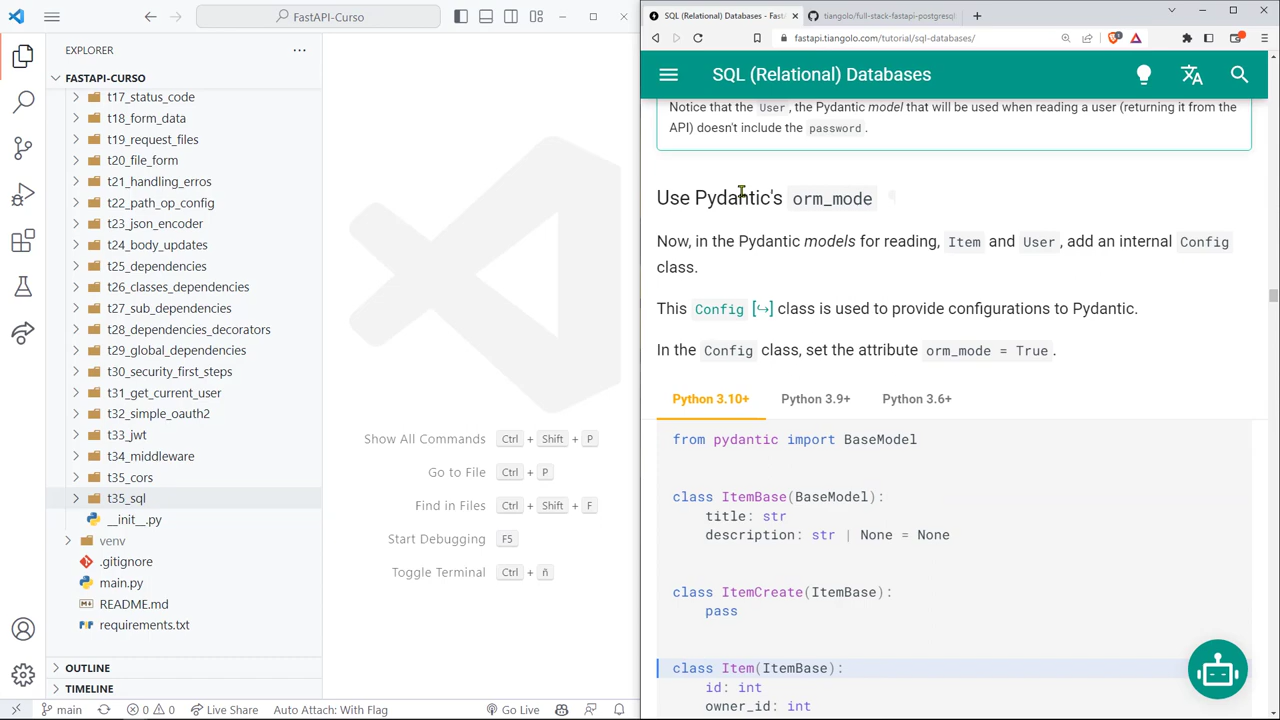 FastAPI-Curso
EXPLORER
FASTAPI-CURSO
t17_status_code
t18_form_data
t19_request_files
t20_file_form
t21_handling_erros
t22_path_op_config
t23_json_encoder
t24_body_updates
t25_dependencies
t26_classes_dependencies
t27_sub_dependencies
t28_dependencies_decorators
t29_global_dependencies
t30_security_first_steps
t31_get_current_user
t32_simple_oauth2
t33_jwt
t34_middleware
t35_cors
t35_sql
__init__.py
venv
.gitignore
main.py
README.md
requirements.txt
OUTLINE
TIMELINE
Show All Commands Ctrl + Shift + P
Go to File Ctrl + P
Find in Files Ctrl + Shift + F
Start Debugging F5
Toggle Terminal Ctrl + ñ
main 0 0 Live Share Auto Attach: With Flag Go Live
SQL (Relational) Databases - Fast
tiangolo/full-stack-fastapi-postgresql
fastapi.tiangolo.com/tutorial/sql-databases/
SQL (Relational) Databases
Notice that the User, the Pydantic model that will be used when reading a user (returning it from the
API) doesn't include the password.
Use Pydantic's orm_mode
Now, in the Pydantic models for reading, Item and User, add an internal Config
class.
This Config [↪] class is used to provide configurations to Pydantic.
In the Config class, set the attribute orm_mode = True.
Python 3.10+ Python 3.9+ Python 3.6+
from pydantic import BaseModel
class ItemBase(BaseModel):
title: str
description: str | None = None
class ItemCreate(ItemBase):
pass
class Item(ItemBase):
id: int
owner_id: int